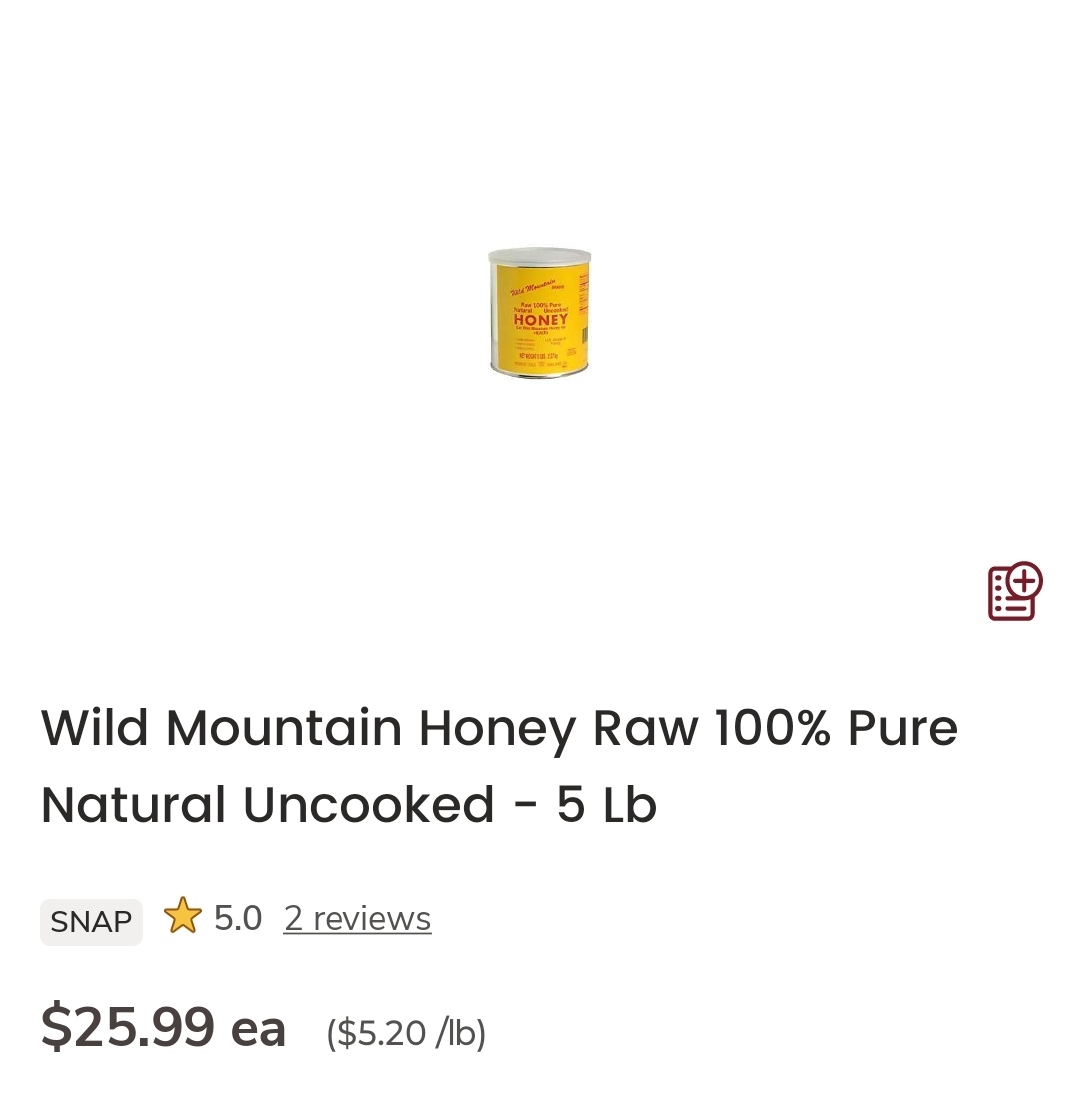 Wild Mountain
Raw 100% Pure
Natural Uncooked
HONEY
Wild Mountain Honey Raw 100% Pure
Natural Uncooked - 5 Lb
SNAP 5.0 2 reviews
$25.99 ea ($5.20 /lb)